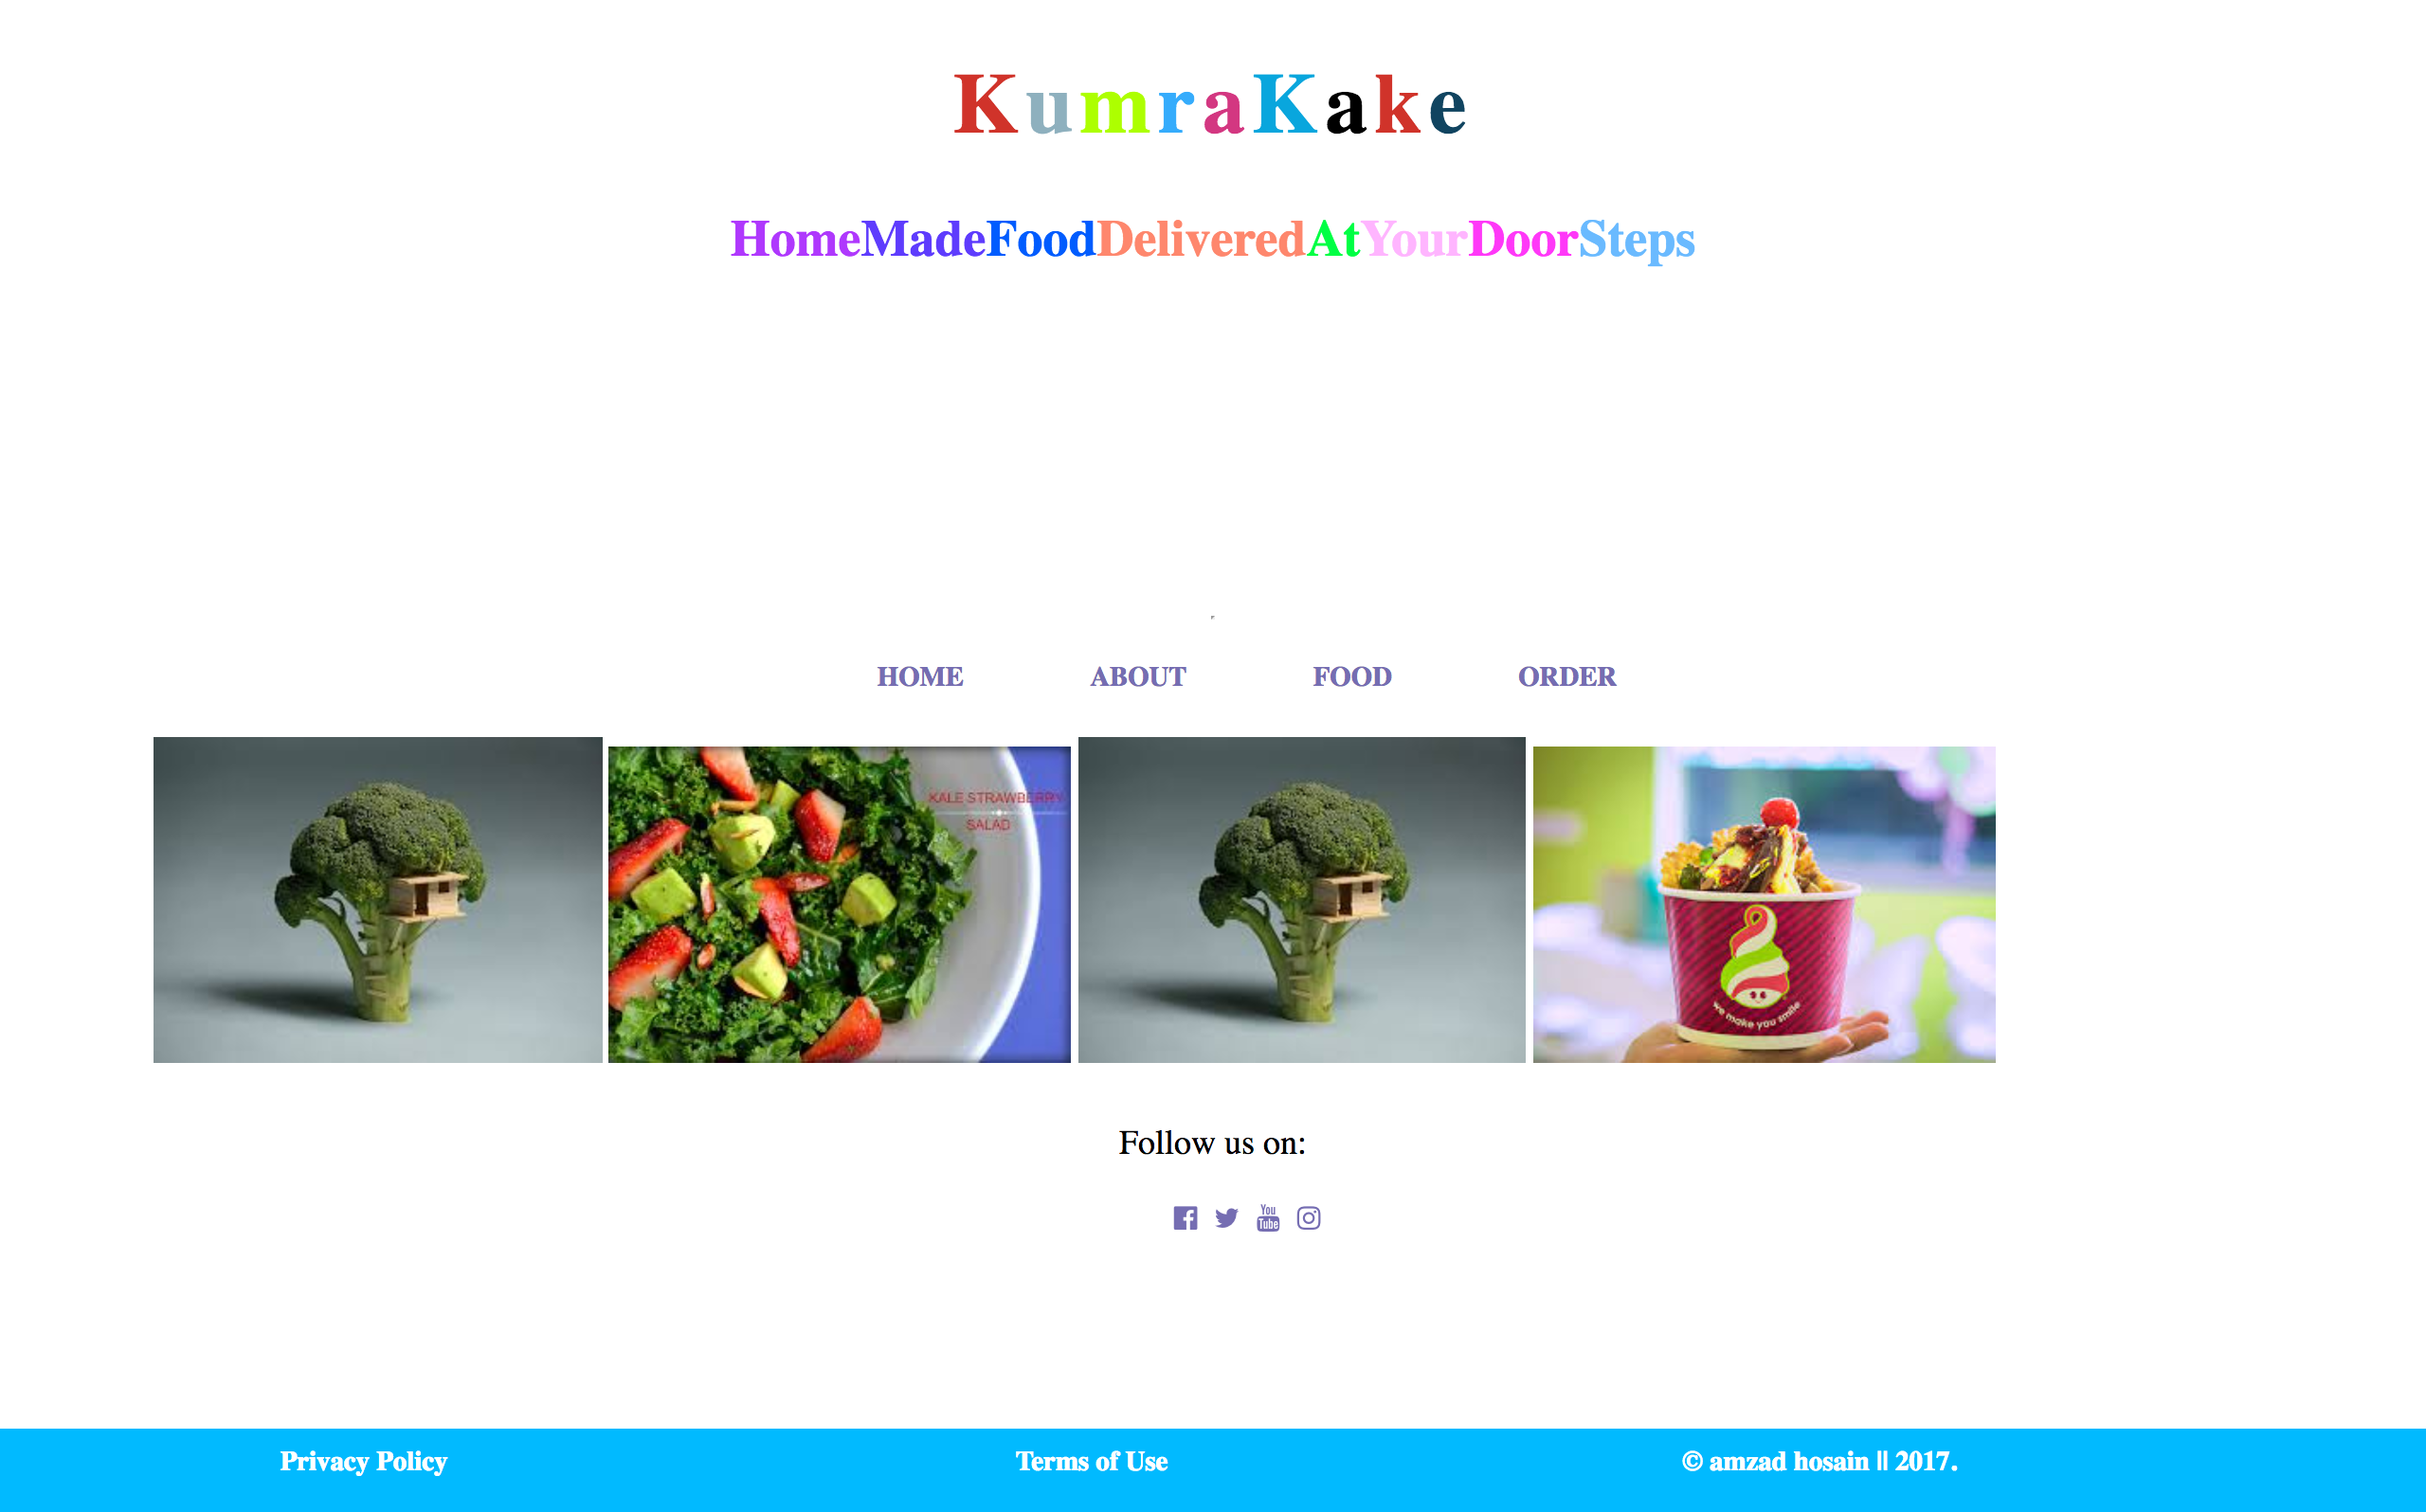 KumraKake
HomeMadeFoodDeliveredAtYourDoorSteps
HOME ABOUT FOOD ORDER
KALE STRAWBERRY
SALAD
we make you smile
Follow us on:
You
Tube
Privacy Policy Terms of Use © amzad hosain || 2017.